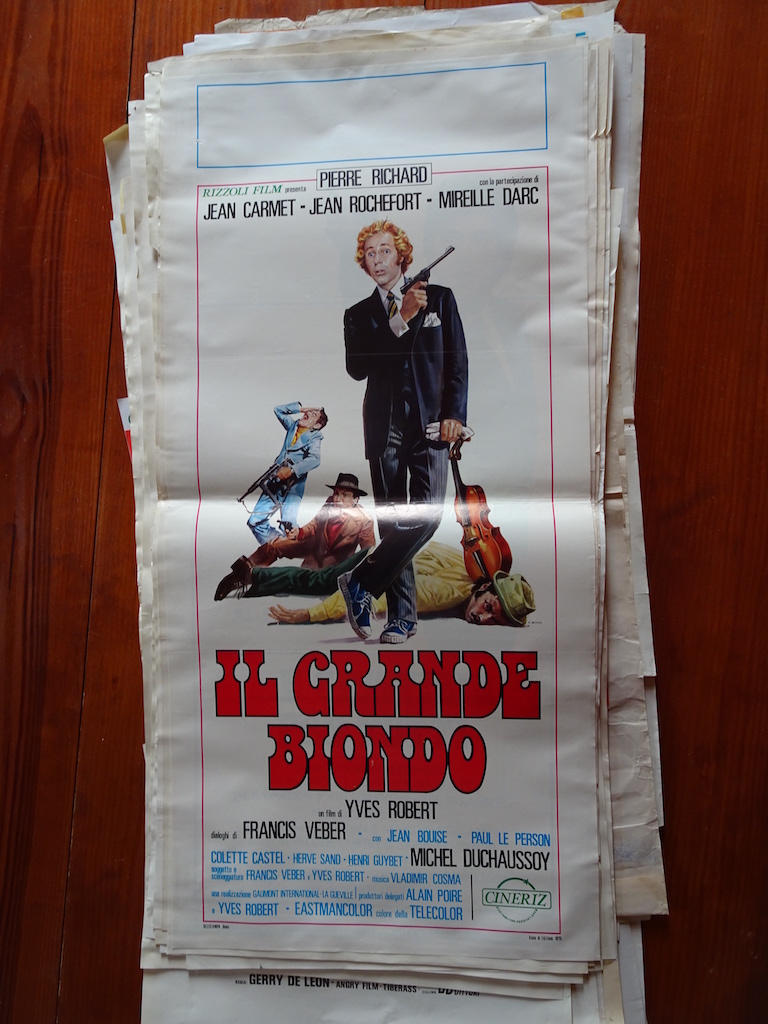 PIERRE RICHARD
RIZZOLI FILM presenta
con la partecipazione di
JEAN CARMET - JEAN ROCHEFORT - MIREILLE DARC
IL GRANDE
BIONDO
un film di YVES ROBERT
dialoghi di FRANCIS VEBER - con JEAN BOUISE - PAUL LE PERSON
COLETTE CASTEL · HERVE SAND · HENRI GUYBET · MICHEL DUCHAUSSOY
soggetto e
sceneggiatura FRANCIS VEBER e YVES ROBERT · musica VLADIMIR COSMA
una realizzazione GAUMONT INTERNATIONAL · LA GUEVILLE | produttori delegati ALAIN POIRE
e YVES ROBERT - EASTMANCOLOR colore della TELECOLOR
CINERIZ
REGIA GERRY DE LEON - ANGRY FILM - TIBERASS